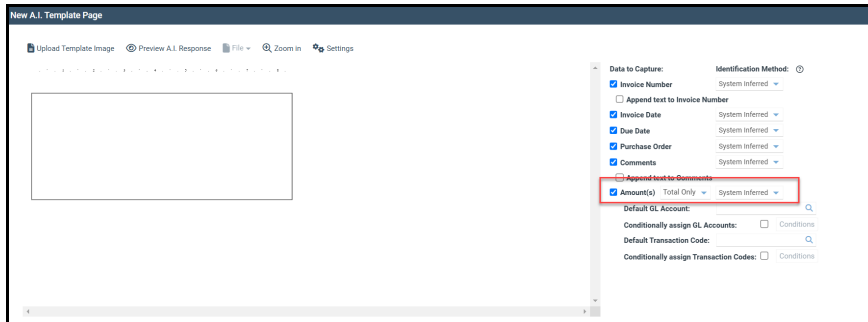 New A.I. Template Page
Upload Template Image Preview A.I. Response File Zoom in Settings
Data to Capture: Identification Method:
Invoice Number System Inferred
Append text to Invoice Number
Invoice Date System Inferred
Due Date System Inferred
Purchase Order System Inferred
Comments System Inferred
Append text to Comments
Amount(s) Total Only System Inferred
Default GL Account:
Conditionally assign GL Accounts: Conditions
Default Transaction Code:
Conditionally assign Transaction Codes: Conditions